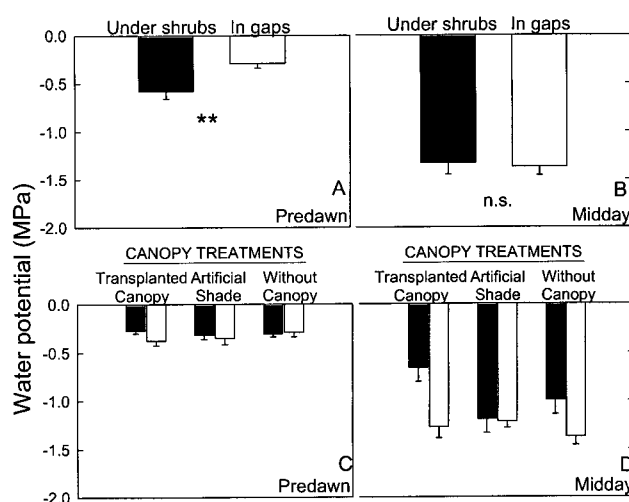 Water potential (MPa)
0.0
-0.5
-1.0
-1.5
-2.0
Under shrubs In gaps
**
A
Predawn
Under shrubs In gaps
n.s.
B
Midday
0.0
-0.5
-1.0
-1.5
-2.0
CANOPY TREATMENTS
Transplanted Artificial Without
Canopy Shade Canopy
C
Predawn
CANOPY TREATMENTS
Transplanted Artificial Without
Canopy Shade Canopy
D
Midday